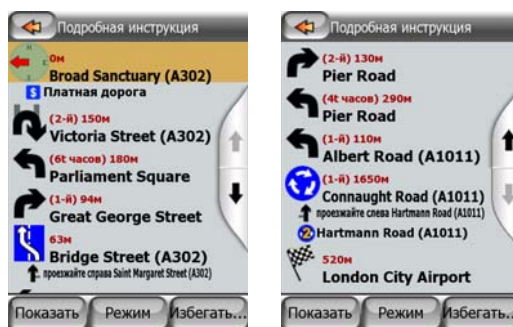 Подробная инструкция
0м
Broad Sanctuary (A302)
$ Платная дорога
(2-й) 150м
Victoria Street (A302)
(6t часов) 180м
Parliament Square
(1-й) 94м
Great George Street
63м
Bridge Street (A302)
проезжайте справа Saint Margaret Street (A302)
Показать
Режим
Избегать...
Подробная инструкция
(2-й) 130м
Pier Road
(4t часов) 290м
Pier Road
(1-й) 110м
Albert Road (A1011)
(1-й) 1650м
Connaught Road (A1011)
проезжайте слева Hartmann Road (A1011)
Hartmann Road (A1011)
520м
London City Airport
Показать
Режим
Избегать..